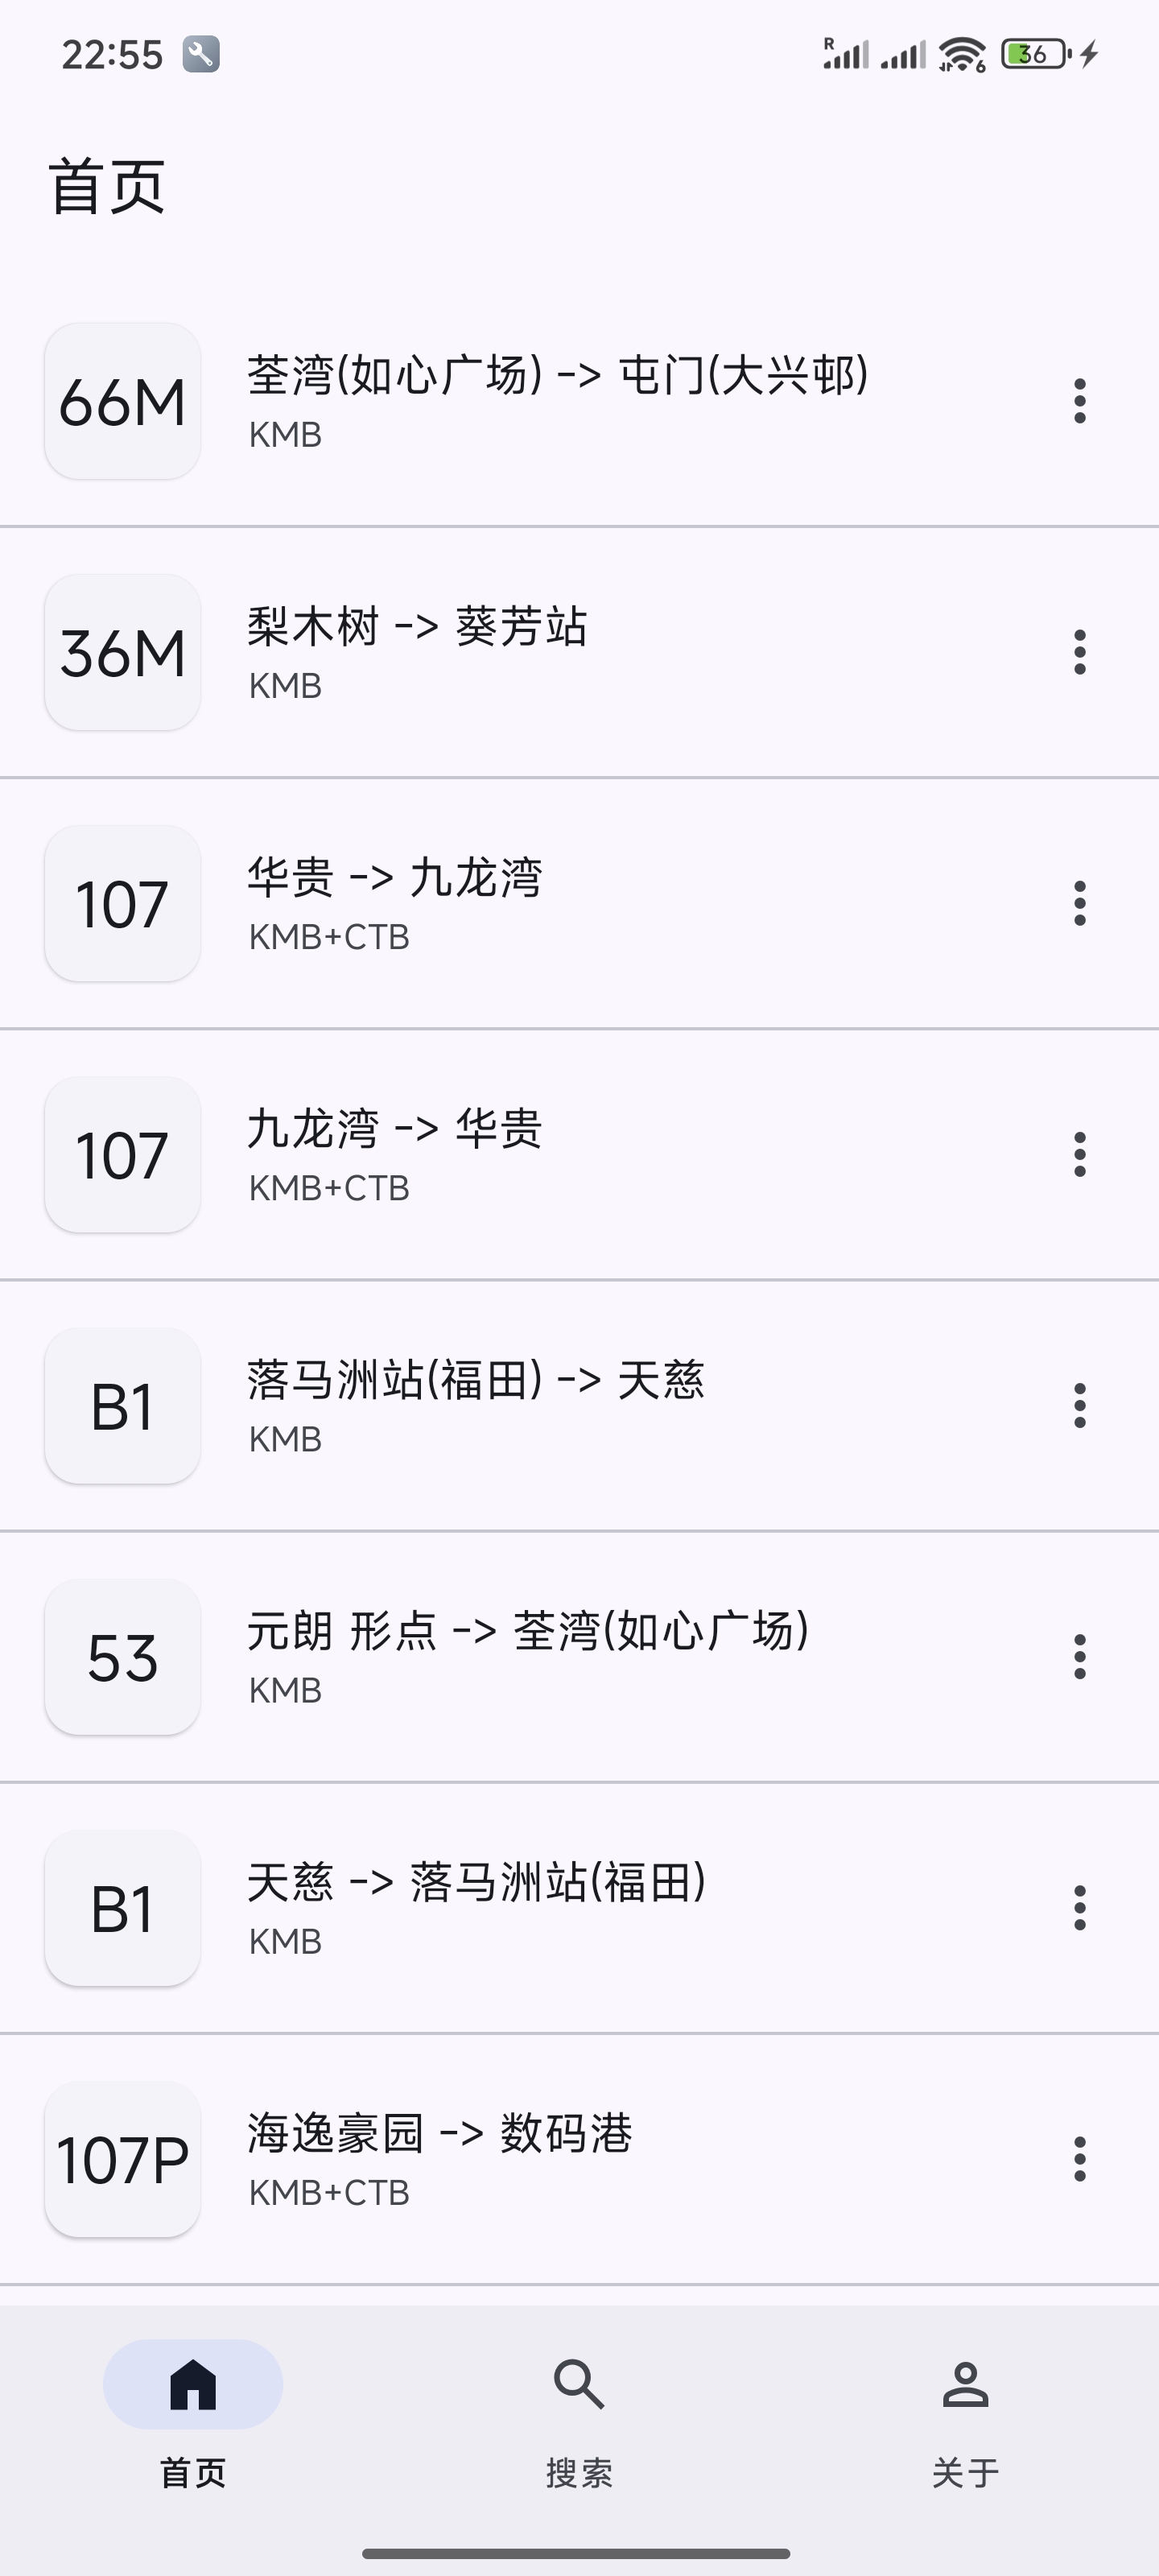 22:55
R
6
36
首页
66M
荃湾(如心广场) -> 屯门(大兴邨)
KMB
36M
梨木树 -> 葵芳站
KMB
107
华贵 -> 九龙湾
KMB+CTB
107
九龙湾 -> 华贵
KMB+CTB
B1
落马洲站(福田) -> 天慈
KMB
53
元朗 形点 -> 荃湾(如心广场)
KMB
B1
天慈 -> 落马洲站(福田)
KMB
107P
海逸豪园 -> 数码港
KMB+CTB
首页
搜索
关于